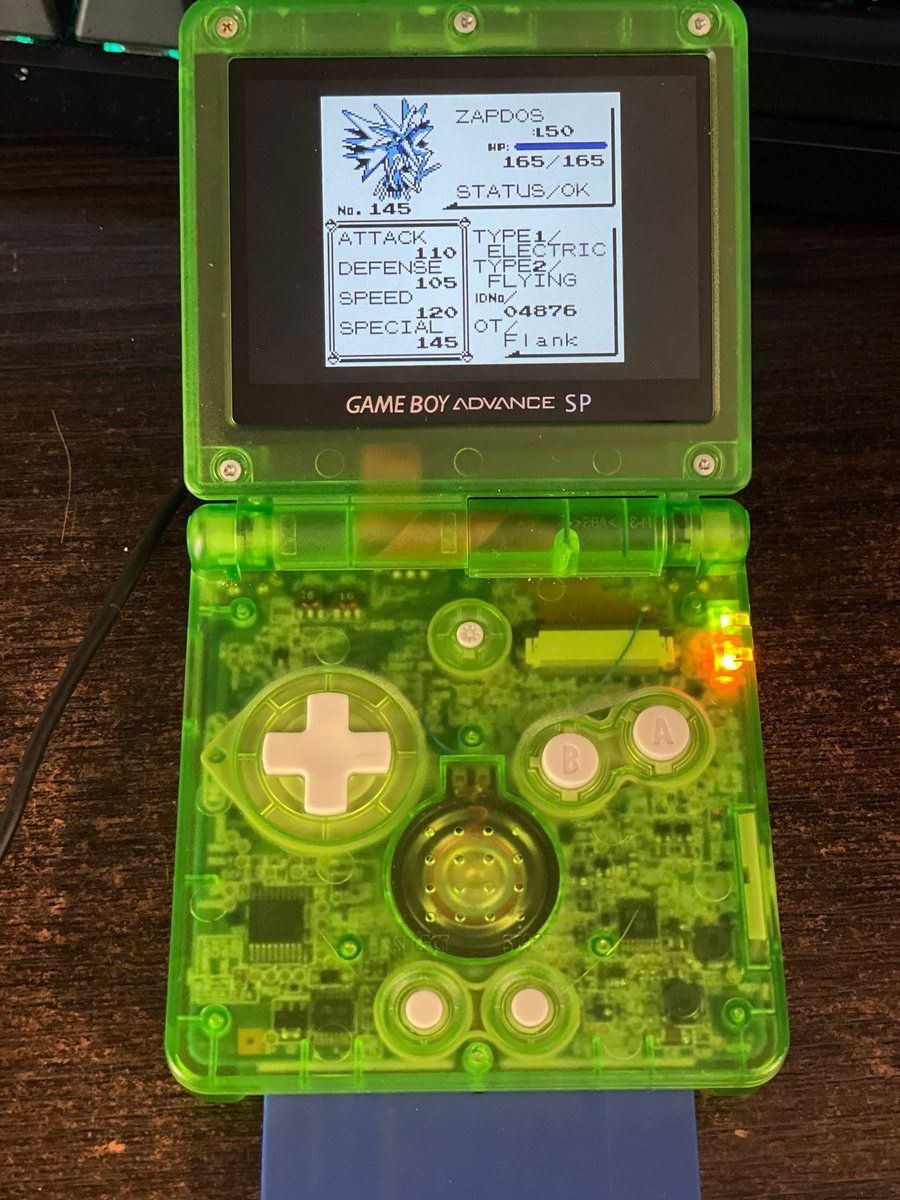 ZAPDOS
:L50
HP:
165/165
STATUS/OK
No. 145
ATTACK
110
DEFENSE
105
SPEED
120
SPECIAL
145
TYPE1/
ELECTRIC
TYPE2/
FLYING
IDNo/
04876
OT/
Flank
GAME BOY ADVANCE SP
B
A